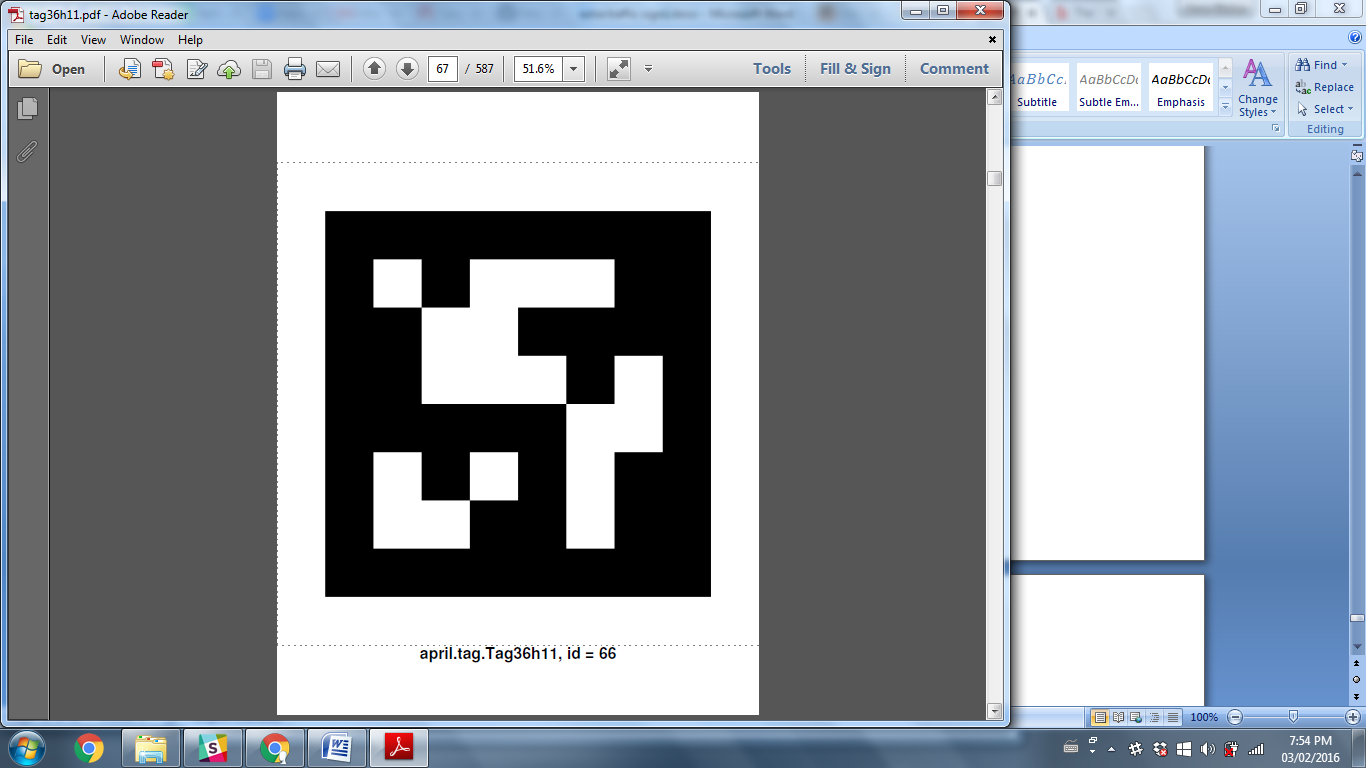 tag36h11.pdf - Adobe Reader
File Edit View Window Help
Open 67 / 587 51.6% Tools Fill & Sign Comment
AaBbCc AaBbCcDc AaBbCcDc
Subtitle Subtle Em... Emphasis
Change Styles
Find
Replace
Select
Editing
april.tag.Tag36h11, id = 66
100%
7:54 PM
03/02/2016